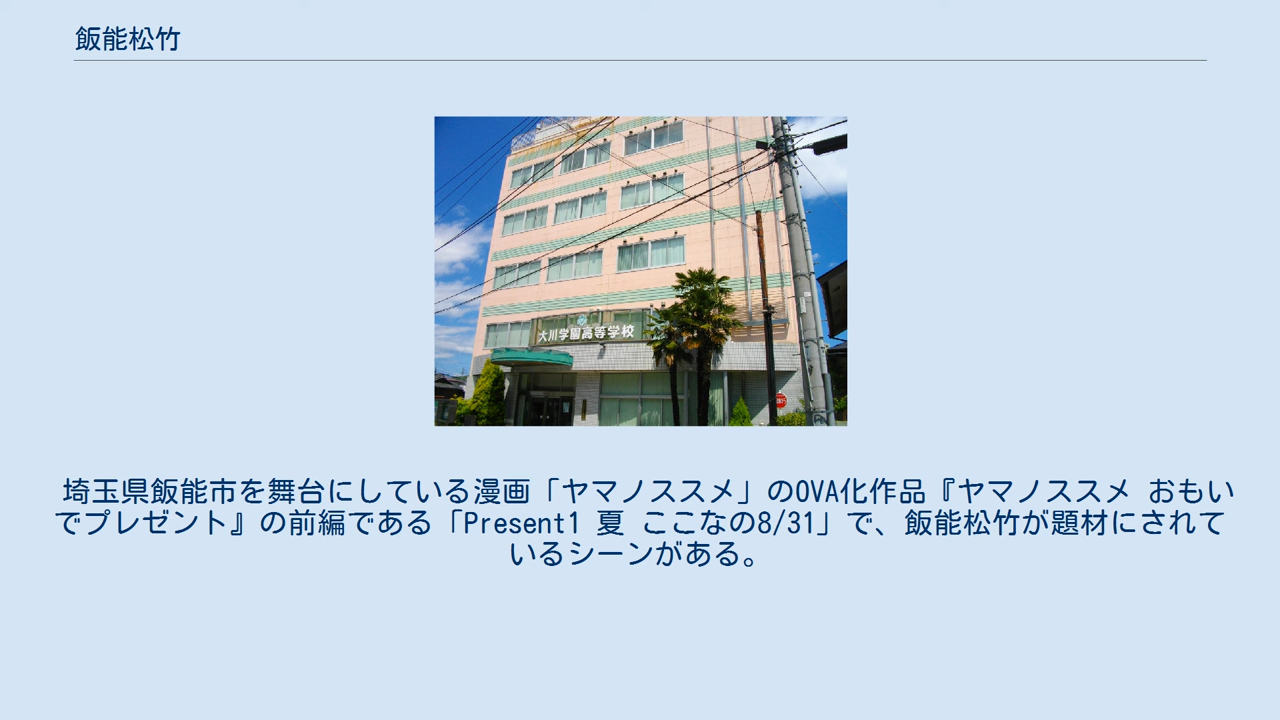 飯能松竹
大川学園高等学校
埼玉県飯能市を舞台にしている漫画「ヤマノススメ」のOVA化作品『ヤマノススメ おもい
でプレゼント』の前編である「Present1 夏 ここなの8/31」で、飯能松竹が題材にされて
いるシーンがある。